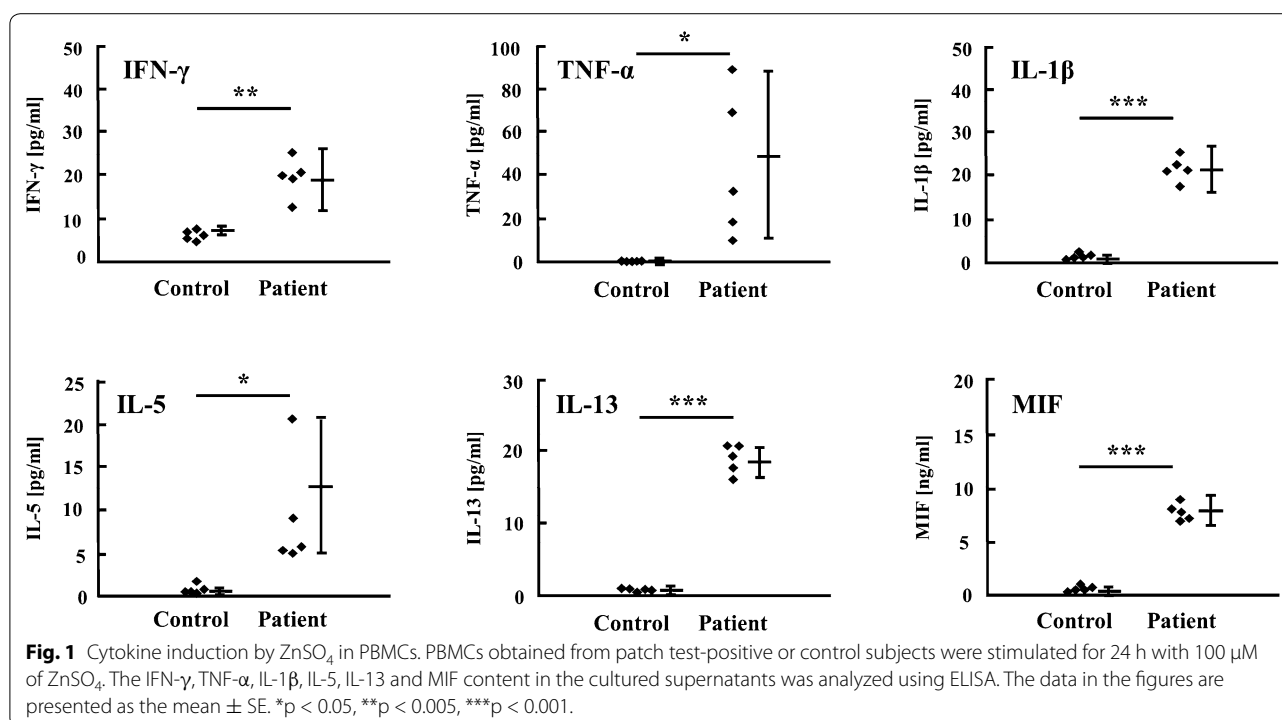 IFN-γ
**
IFN-γ [pg/ml]
50
40
30
20
10
0
Control Patient
TNF-α
*
TNF-α [pg/ml]
100
80
60
40
20
0
Control Patient
IL-1β
***
IL-1β [pg/ml]
50
40
30
20
10
0
Control Patient
IL-5
*
IL-5 [pg/ml]
25
20
15
10
5
0
Control Patient
IL-13
***
IL-13 [pg/ml]
30
20
10
0
Control Patient
MIF
***
MIF [ng/ml]
20
15
10
5
0
Control Patient
Fig. 1 Cytokine induction by ZnSO₄ in PBMCs. PBMCs obtained from patch test-positive or control subjects were stimulated for 24 h with 100 μM
of ZnSO₄. The IFN-γ, TNF-α, IL-1β, IL-5, IL-13 and MIF content in the cultured supernatants was analyzed using ELISA. The data in the figures are
presented as the mean ± SE. *p < 0.05, **p < 0.005, ***p < 0.001.